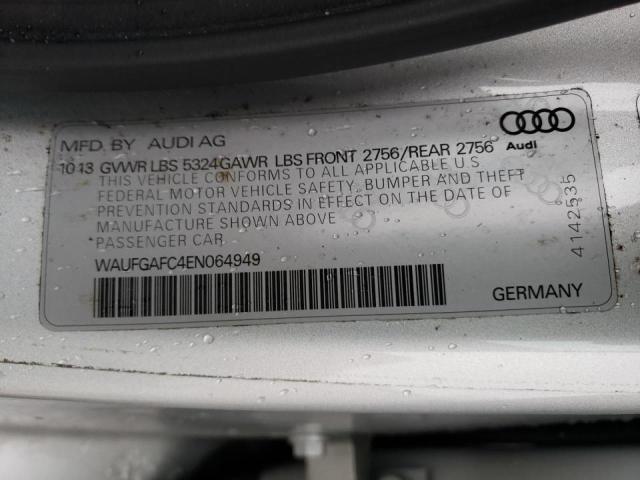 MFD. BY AUDI AG
10 13 GVWR LBS 5324 GAWR LBS FRONT 2756/REAR 2756
Audi
THIS VEHICLE CONFORMS TO ALL APPLICABLE U.S.
FEDERAL MOTOR VEHICLE SAFETY, BUMPER AND THEFT
PREVENTION STANDARDS IN EFFECT ON THE DATE OF
MANUFACTURE SHOWN ABOVE
PASSENGER CAR
4142535
WAUFGAFC4EN064949
GERMANY